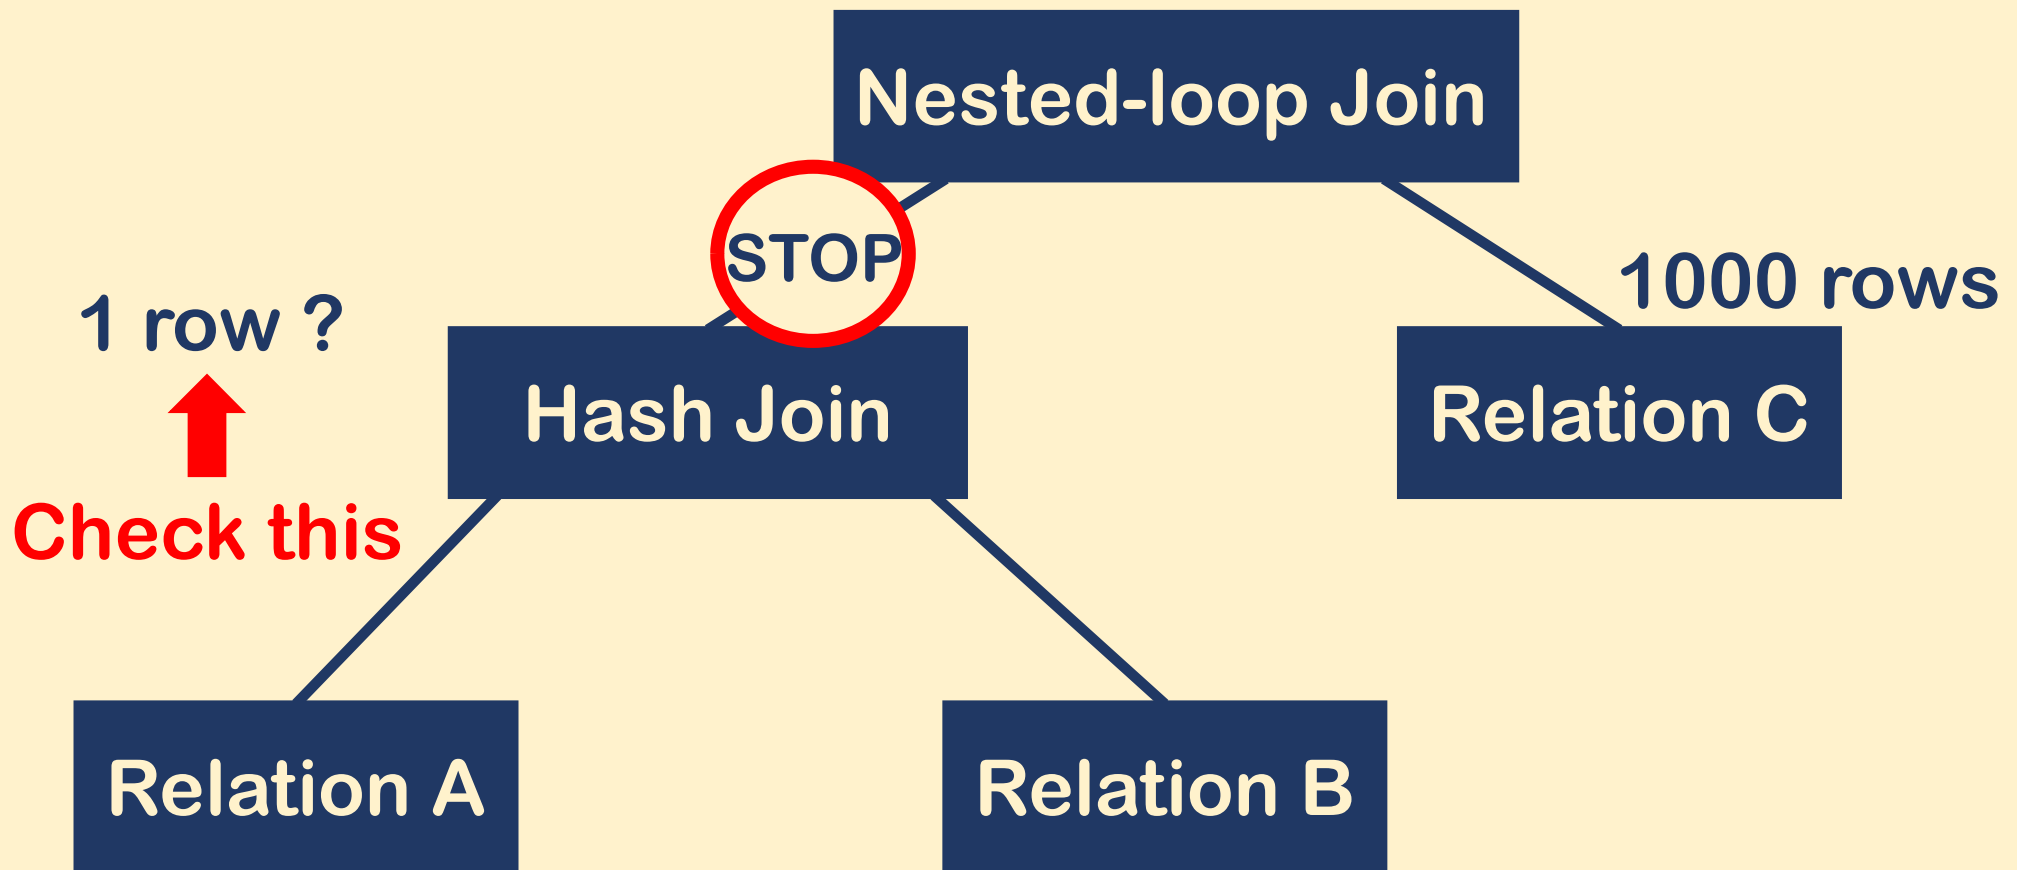 Nested-loop Join
STOP
1000 rows
1 row ?
Hash Join
Relation C
Check this
Relation A
Relation B